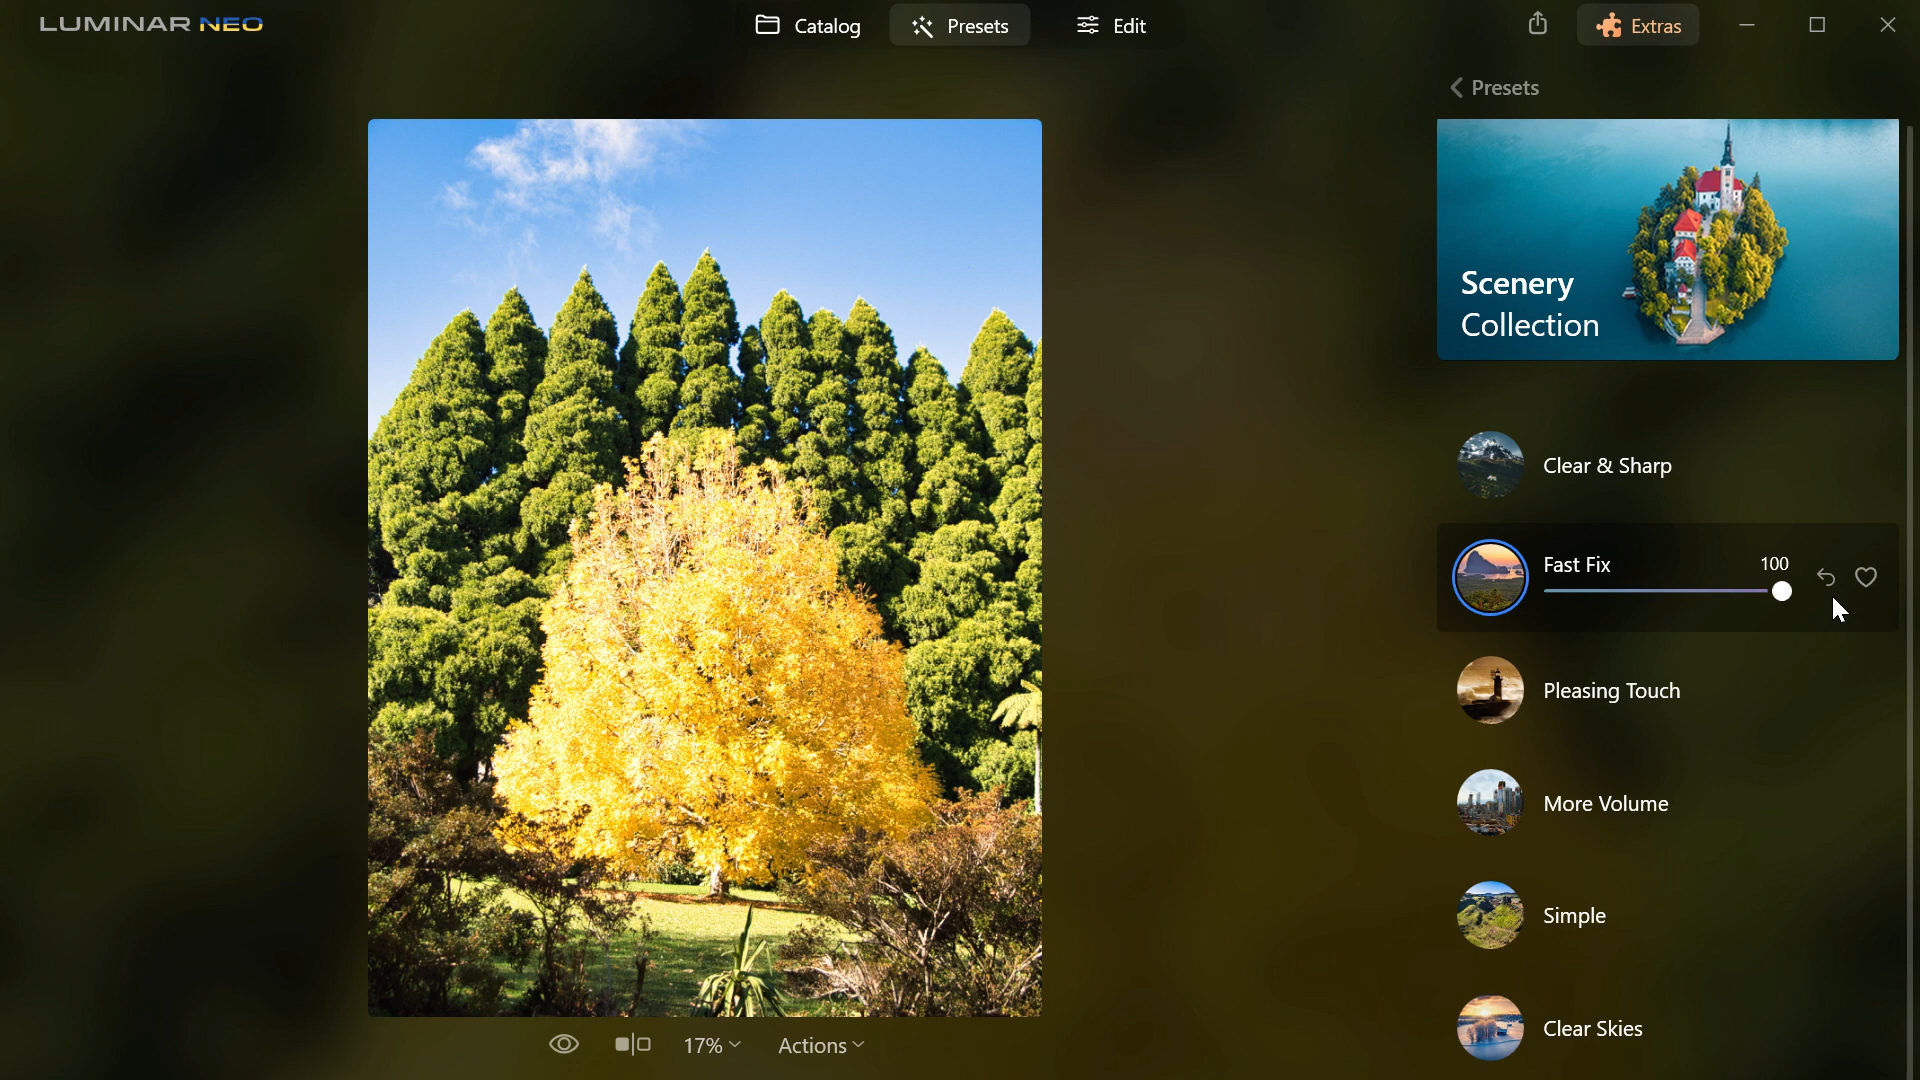 LUMINAR NEO
Catalog
Presets
Edit
Extras
Presets
Scenery
Collection
Clear & Sharp
Fast Fix
100
Pleasing Touch
More Volume
Simple
Clear Skies
17%
Actions